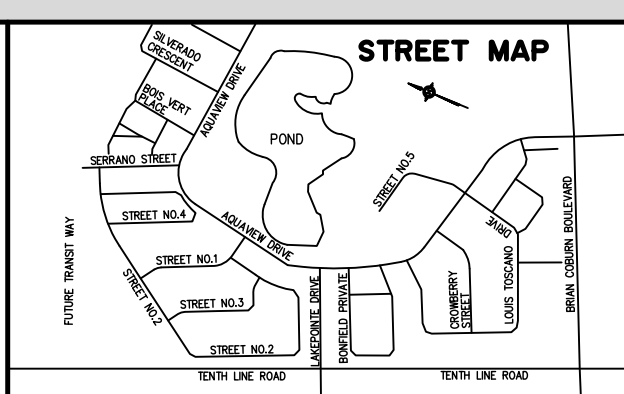 STREET MAP
SILVERADO
CRESCENT
BOIS VERT
PLACE
AQUAVIEW DRIVE
POND
SERRANO STREET
STREET NO.5
STREET NO.4
AQUAVIEW DRIVE
DRIVE
FUTURE TRANSIT WAY
STREET NO.1
STREET NO.2
STREET NO.3
STREET NO.2
LAKEPOINTE DRIVE
BONFIELD PRIVATE
CROWBERRY
STREET
LOUIS TOSCANO
BRIAN COBURN BOULEVARD
TENTH LINE ROAD
TENTH LINE ROAD